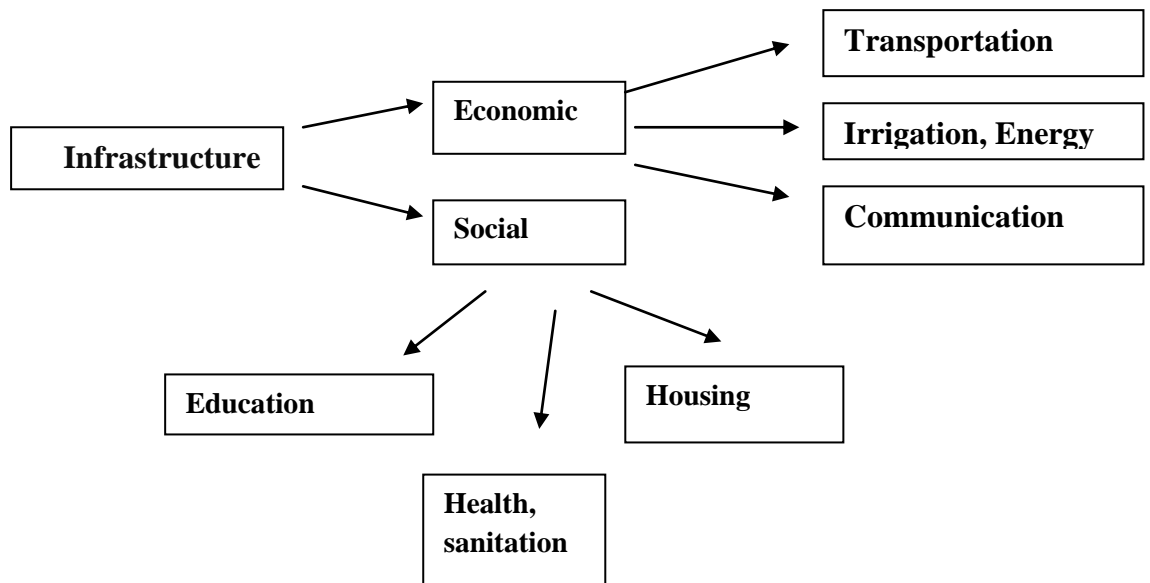 Transportation
Economic
Infrastructure
Irrigation, Energy
Social
Communication
Education
Housing
Health,
sanitation